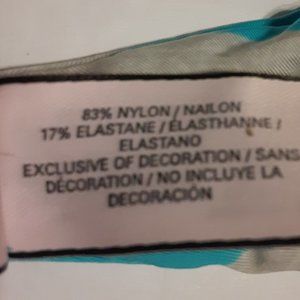 83% NYLON / NAILON
17% ELASTANE / ÉLASTHANNE /
ELASTANO
EXCLUSIVE OF DECORATION / SANS
DÉCORATION / NO INCLUYE LA
DECORACIÓN